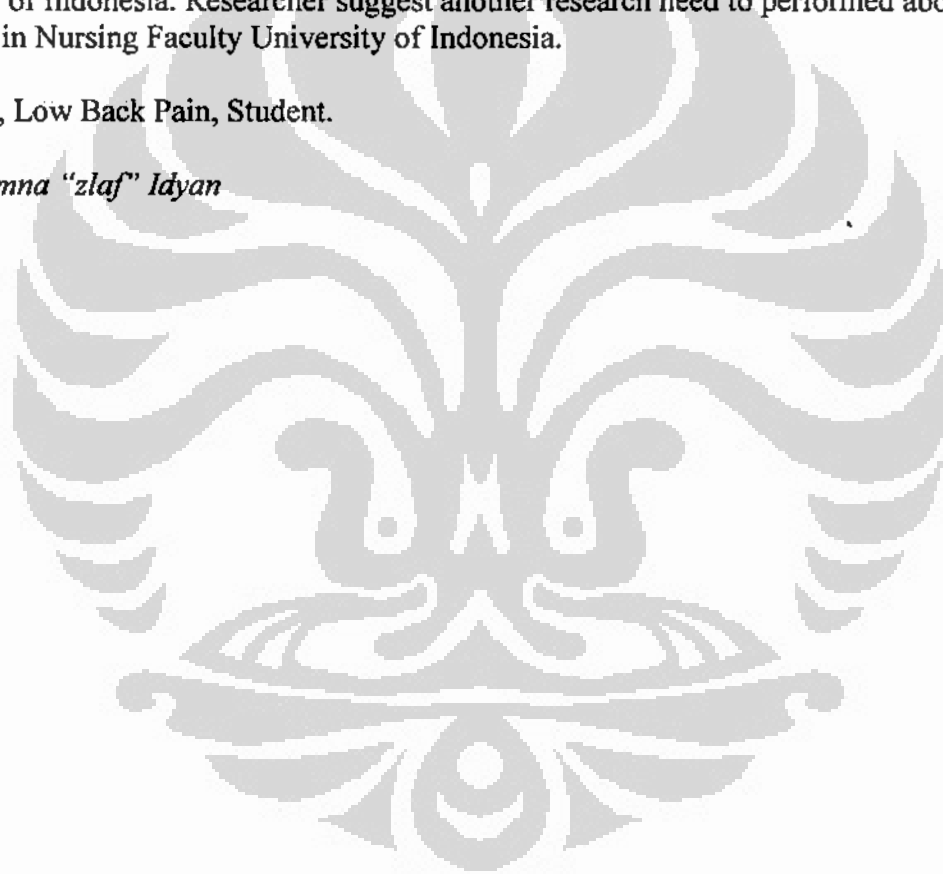 of Indonesia. Researcher suggest another research need to performed abo
in Nursing Faculty University of Indonesia.
, Low Back Pain, Student.
mna "zlaf" Idyan